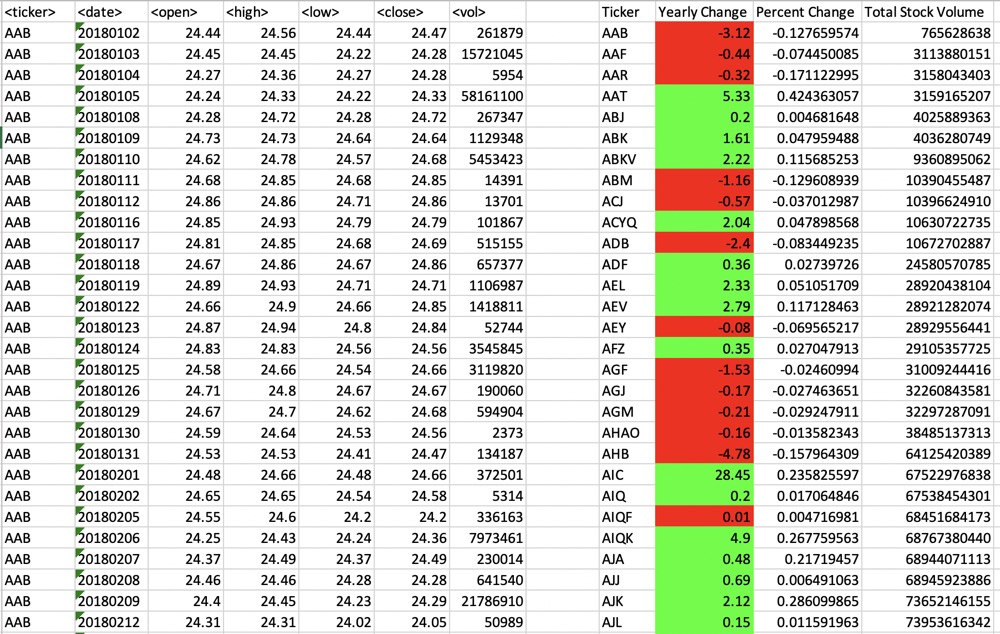 <ticker> <date> <open> <high> <low> <close> <vol> Ticker Yearly Change Percent Change Total Stock Volume
AAB 20180102 24.44 24.56 24.44 24.47 261879 AAB -3.12 -0.127659574 765628638
AAB 20180103 24.45 24.45 24.22 24.28 15721045 AAF -0.44 -0.074450085 3113880151
AAB 20180104 24.27 24.36 24.27 24.28 5954 AAR -0.32 -0.171122995 3158043403
AAB 20180105 24.24 24.33 24.22 24.33 58161100 AAT 5.33 0.424363057 3159165207
AAB 20180108 24.28 24.72 24.28 24.72 267347 ABJ 0.2 0.004681648 4025889363
AAB 20180109 24.73 24.73 24.64 24.64 1129348 ABK 1.61 0.047959488 4036280749
AAB 20180110 24.62 24.78 24.57 24.68 5453423 ABKV 2.22 0.115685253 9360895062
AAB 20180111 24.68 24.85 24.68 24.85 14391 ABM -1.16 -0.129608939 10390455487
AAB 20180112 24.86 24.86 24.71 24.86 13701 ACJ -0.57 -0.037012987 10396624910
AAB 20180116 24.85 24.93 24.79 24.79 101867 ACYQ 2.04 0.047898568 10630722735
AAB 20180117 24.81 24.85 24.68 24.69 515155 ADB -2.4 -0.083449235 10672702887
AAB 20180118 24.67 24.86 24.67 24.86 657377 ADF 0.36 0.02739726 24580570785
AAB 20180119 24.89 24.93 24.71 24.71 1106987 AEL 2.33 0.051051709 28920438104
AAB 20180122 24.66 24.9 24.66 24.85 1418811 AEV 2.79 0.117128463 28921282074
AAB 20180123 24.87 24.94 24.8 24.84 52744 AEY -0.08 -0.069565217 28929556441
AAB 20180124 24.83 24.83 24.56 24.56 3545845 AFZ 0.35 0.027047913 29105357725
AAB 20180125 24.58 24.66 24.54 24.66 3119820 AGF -1.53 -0.02460994 31009244416
AAB 20180126 24.71 24.8 24.67 24.67 190060 AGJ -0.17 -0.027463651 32260843581
AAB 20180129 24.67 24.7 24.62 24.68 594904 AGM -0.21 -0.029247911 32297287091
AAB 20180130 24.59 24.64 24.53 24.56 2373 AHAO -0.16 -0.013582343 38485137313
AAB 20180131 24.53 24.53 24.41 24.47 134187 AHB -4.78 -0.157964309 64125420389
AAB 20180201 24.48 24.66 24.48 24.66 372501 AIC 28.45 0.235825597 67522976838
AAB 20180202 24.65 24.65 24.54 24.58 5314 AIQ 0.2 0.017064846 67538454301
AAB 20180205 24.55 24.6 24.2 24.2 336163 AIQF 0.01 0.004716981 68451684173
AAB 20180206 24.25 24.43 24.24 24.36 7973461 AIQK 4.9 0.267759563 68767380440
AAB 20180207 24.37 24.49 24.37 24.49 230014 AJA 0.48 0.21719457 68944071113
AAB 20180208 24.46 24.46 24.28 24.28 641540 AJJ 0.69 0.006491063 68945923886
AAB 20180209 24.4 24.45 24.23 24.29 21786910 AJK 2.12 0.286099865 73652146155
AAB 20180212 24.31 24.31 24.02 24.05 50989 AJL 0.15 0.011591963 73953616342